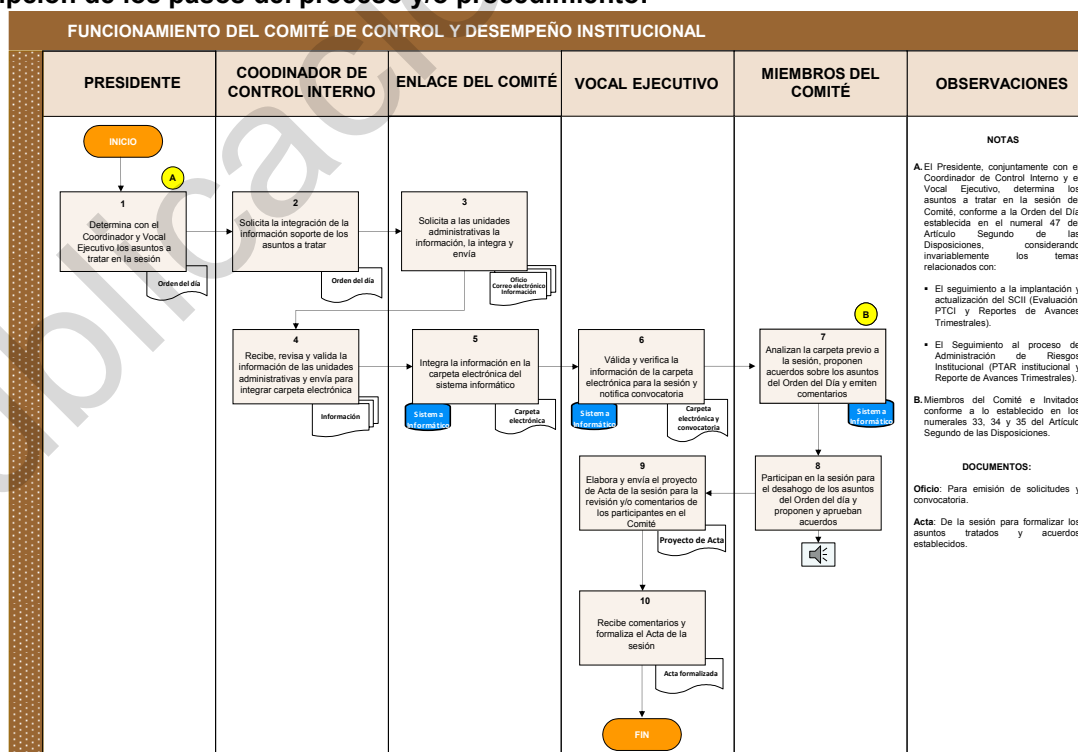 ipción de los pasos del proceso y/o procedimiento.
FUNCIONAMIENTO DEL COMITÉ DE CONTROL Y DESEMPEÑO INSTITUCIONAL
PRESIDENTE
COODINADOR DE
CONTROL INTERNO
ENLACE DEL COMITÉ
VOCAL EJECUTIVO
MIEMBROS DEL
COMITÉ
OBSERVACIONES
INICIO
A
1
Determina con el
Coordinador y Vocal
Ejecutivo los asuntos a
tratar en la sesión
Orden del día
2
Solicita la integración de la
información soporte de los
asuntos a tratar
Orden del día
3
Solicita a las unidades
administrativas la
información, la integra y
envía
Oficio
Correo electrónico
Información
4
Recibe, revisa y valida la
información de las unidades
administrativas y envía para
integrar carpeta electrónica
Información
5
Integra la información en la
carpeta electrónica del
sistema informático
Sistema
Informático
Carpeta
electrónica
6
Válida y verifica la
información de la carpeta
electrónica para la sesión y
notifica convocatoria
Sistema
Informático
Carpeta
electrónica y
convocatoria
B
7
Analizan la carpeta previo a
la sesión, proponen
acuerdos sobre los asuntos
del Orden del Día y emiten
comentarios
Sistema
Informático
8
Participan en la sesión para
el desahogo de los asuntos
del Orden del día y
proponen y aprueban
acuerdos
9
Elabora y envía el proyecto
de Acta de la sesión para la
revisión y/o comentarios de
los participantes en el
Comité
Proyecto de Acta
10
Recibe comentarios y
formaliza el Acta de la
sesión
Acta formalizada
FIN
NOTAS
A. El Presidente, conjuntamente con e
Coordinador de Control Interno y e
Vocal Ejecutivo, determina los
asuntos a tratar en la sesión de
Comité, conforme a la Orden del Día
establecida en el numeral 47 de
Artículo Segundo de las
Disposiciones, considerando
invariablemente los temas
relacionados con:
▪ El seguimiento a la implantación y
actualización del SCII (Evaluación
PTCI y Reportes de Avances
Trimestrales).
▪ El Seguimiento al proceso de
Administración de Riesgos
Institucional (PTAR institucional y
Reporte de Avances Trimestrales).
B. Miembros del Comité e Invitados
conforme a lo establecido en los
numerales 33, 34 y 35 del Artículo
Segundo de las Disposiciones.
DOCUMENTOS:
Oficio: Para emisión de solicitudes y
convocatoria.
Acta: De la sesión para formalizar los
asuntos tratados y acuerdos
establecidos.
ublicació